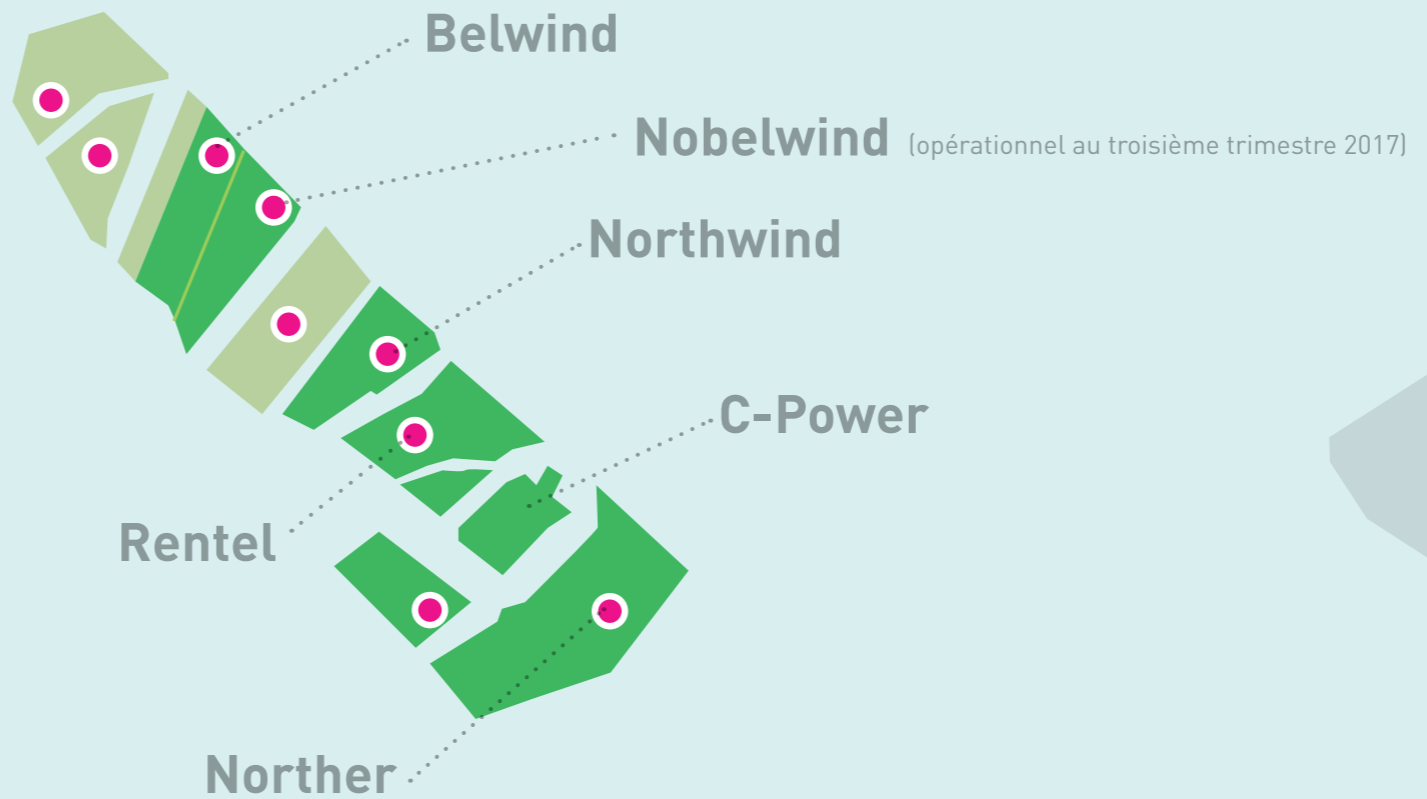 Belwind
Nobelwind (opérationnel au troisième trimestre 2017)
Northwind
C-Power
Rentel
Norther